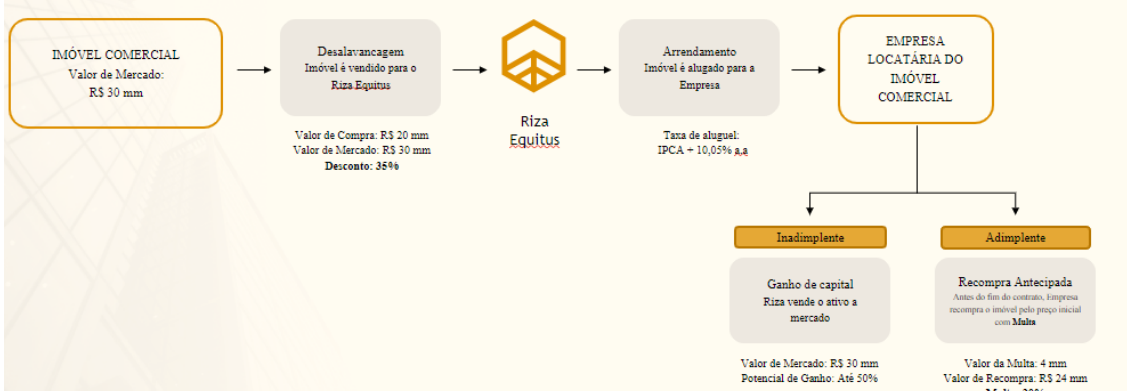 IMÓVEL COMERCIAL
Valor de Mercado:
R$ 30 mm
Desalavancagem
Imóvel é vendido para o
Riza Equitus
Valor de Compra: R$ 20 mm
Valor de Mercado: R$ 30 mm
Desconto: 35%
Riza
Equitus
Arrendamento
Imóvel é alugado para a
Empresa
Taxa de aluguel:
IPCA + 10,05% a.a
EMPRESA
LOCATÁRIA DO
IMÓVEL
COMERCIAL
Inadimplente
Ganho de capital
Riza vende o ativo a
mercado
Valor de Mercado: R$ 30 mm
Potencial de Ganho: Até 50%
Adimplente
Recompra Antecipada
Antes do fim do contrato, Empresa
recompra o imóvel pelo preço inicial
com Multa
Valor da Multa: 4 mm
Valor de Recompra: R$ 24 mm